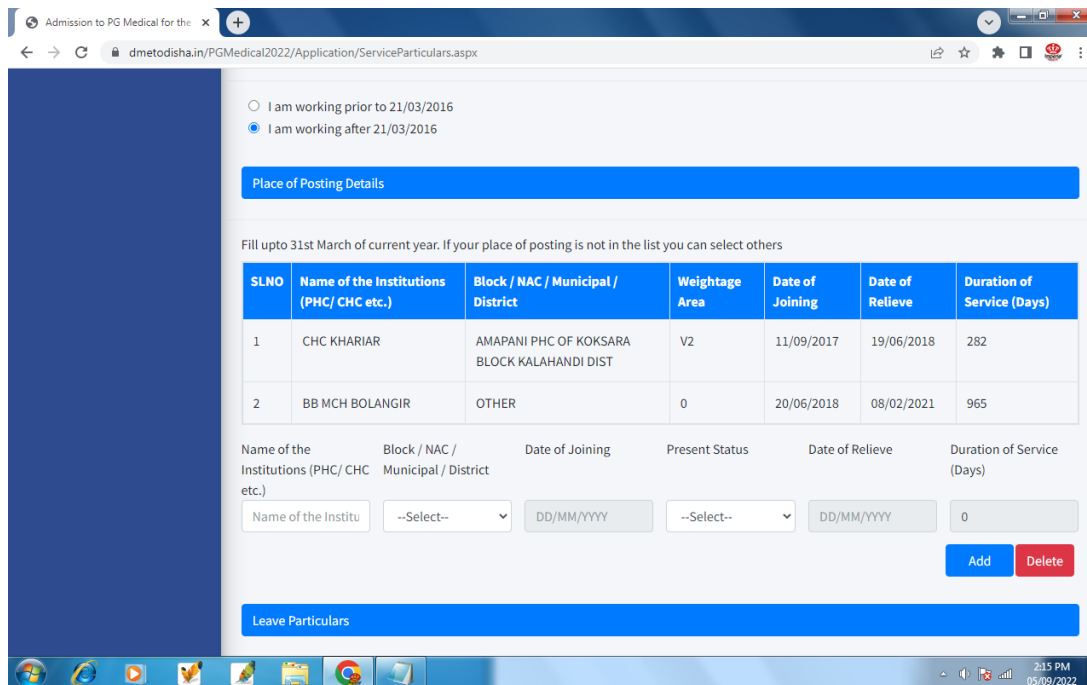 Admission to PG Medical for the
dmetodisha.in/PGMedical2022/Application/ServiceParticulars.aspx
I am working prior to 21/03/2016
I am working after 21/03/2016
Place of Posting Details
Fill upto 31st March of current year. If your place of posting is not in the list you can select others
SLNO Name of the Institutions (PHC/ CHC etc.) Block / NAC / Municipal / District Weightage Area Date of Joining Date of Relieve Duration of Service (Days)
1 CHC KHARIAR AMAPANI PHC OF KOKSARA BLOCK KALAHANDI DIST V2 11/09/2017 19/06/2018 282
2 BB MCH BOLANGIR OTHER 0 20/06/2018 08/02/2021 965
Name of the Institutions (PHC/ CHC etc.) Block / NAC / Municipal / District Date of Joining Present Status Date of Relieve Duration of Service (Days)
Name of the Institu --Select-- DD/MM/YYYY --Select-- DD/MM/YYYY 0
Add Delete
Leave Particulars
2:15 PM
05/09/2022